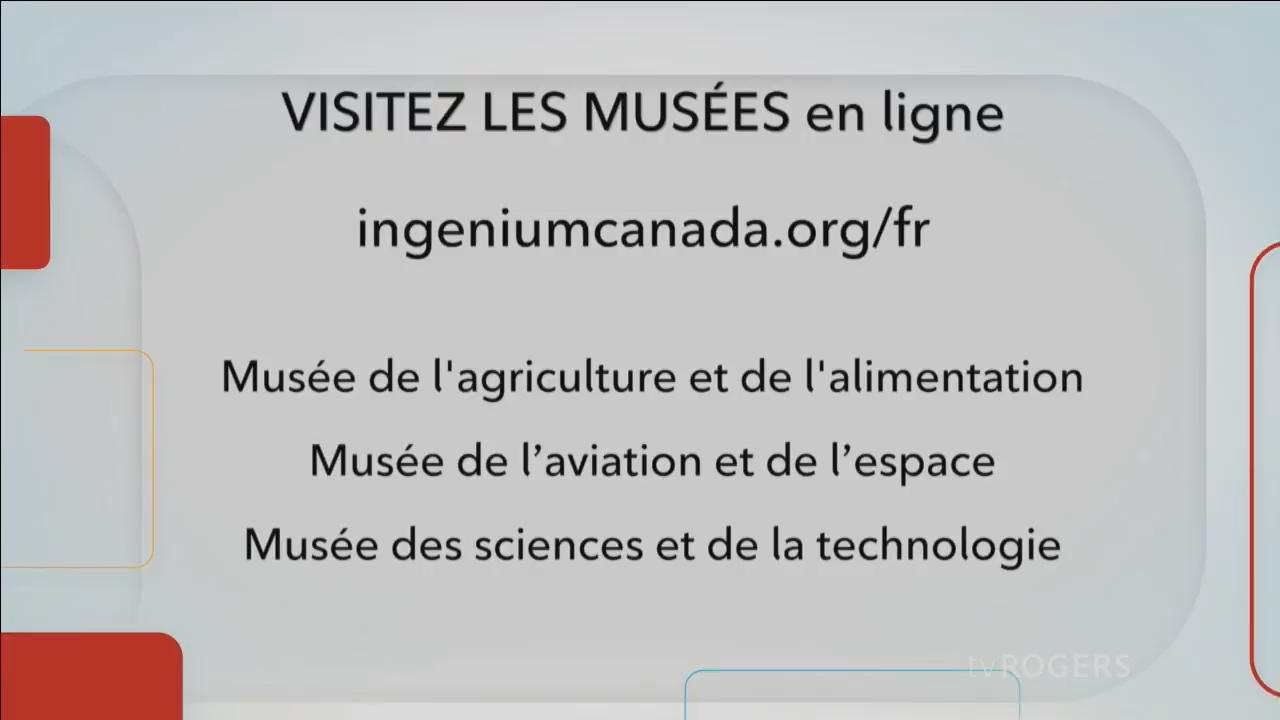 VISITEZ LES MUSÉES en ligne
ingeniumcanada.org/fr
Musée de l'agriculture et de l'alimentation
Musée de l’aviation et de l’espace
Musée des sciences et de la technologie
tvROGERS